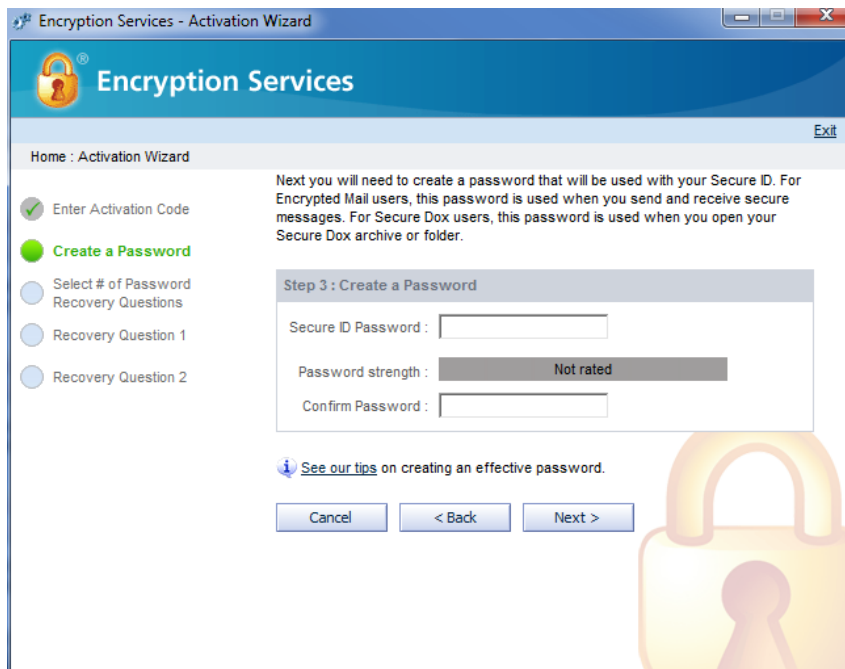 Encryption Services - Activation Wizard
®
Encryption Services
Exit
Home : Activation Wizard
Enter Activation Code
Create a Password
Select # of Password
Recovery Questions
Recovery Question 1
Recovery Question 2
Next you will need to create a password that will be used with your Secure ID. For
Encrypted Mail users, this password is used when you send and receive secure
messages. For Secure Dox users, this password is used when you open your
Secure Dox archive or folder.
Step 3 : Create a Password
Secure ID Password :
Password strength : Not rated
Confirm Password :
See our tips on creating an effective password.
Cancel < Back Next >